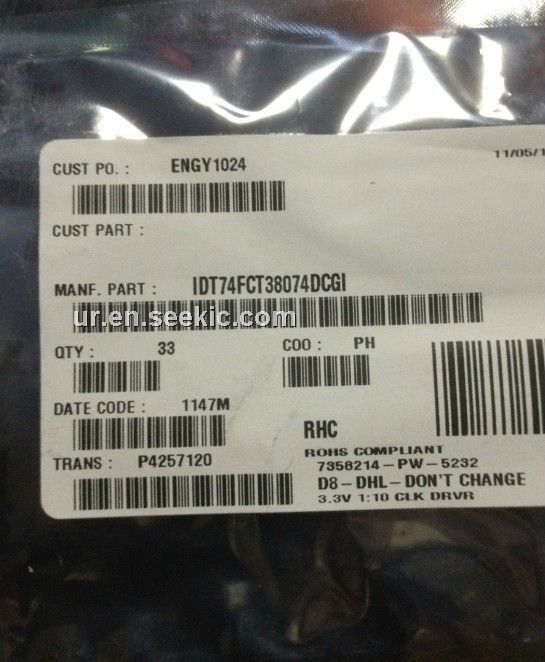 11/05/1
CUST PO. : ENGY1024
CUST PART :
MANF. PART : IDT74FCT38074DCGI
ur.en.seekic.com
QTY : 33 COO : PH
DATE CODE : 1147M
RHC
ROHS COMPLIANT
TRANS : P4257120
7358214-PW-5232
D8-DHL-DON'T CHANGE
3.3V 1:10 CLK DRVR